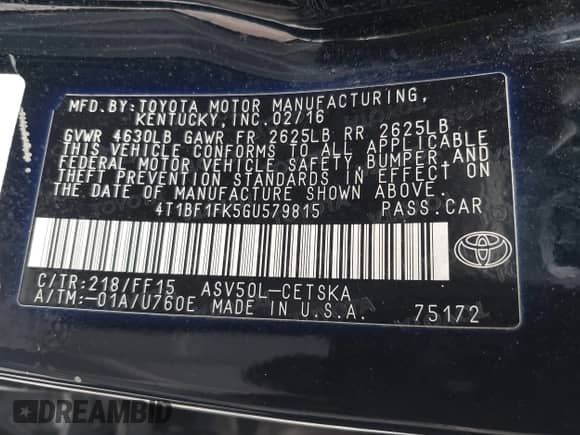 MFD. BY: TOYOTA MOTOR MANUFACTURING,
KENTUCKY, INC. 02/16
GVWR 4630LB GAWR FR 2625LB RR 2625LB
THIS VEHICLE CONFORMS TO ALL APPLICABLE
FEDERAL MOTOR VEHICLE SAFETY, BUMPER, AND
THEFT PREVENTION STANDARDS IN EFFECT ON
THE DATE OF MANUFACTURE SHOWN ABOVE.
4T1BF1FK5GU579815 PASS. CAR
C/TR: 218/FF15 ASV50L-CETSKA
A/TM: -01A/U760E MADE IN U.S.A. 75172
DREAMBID